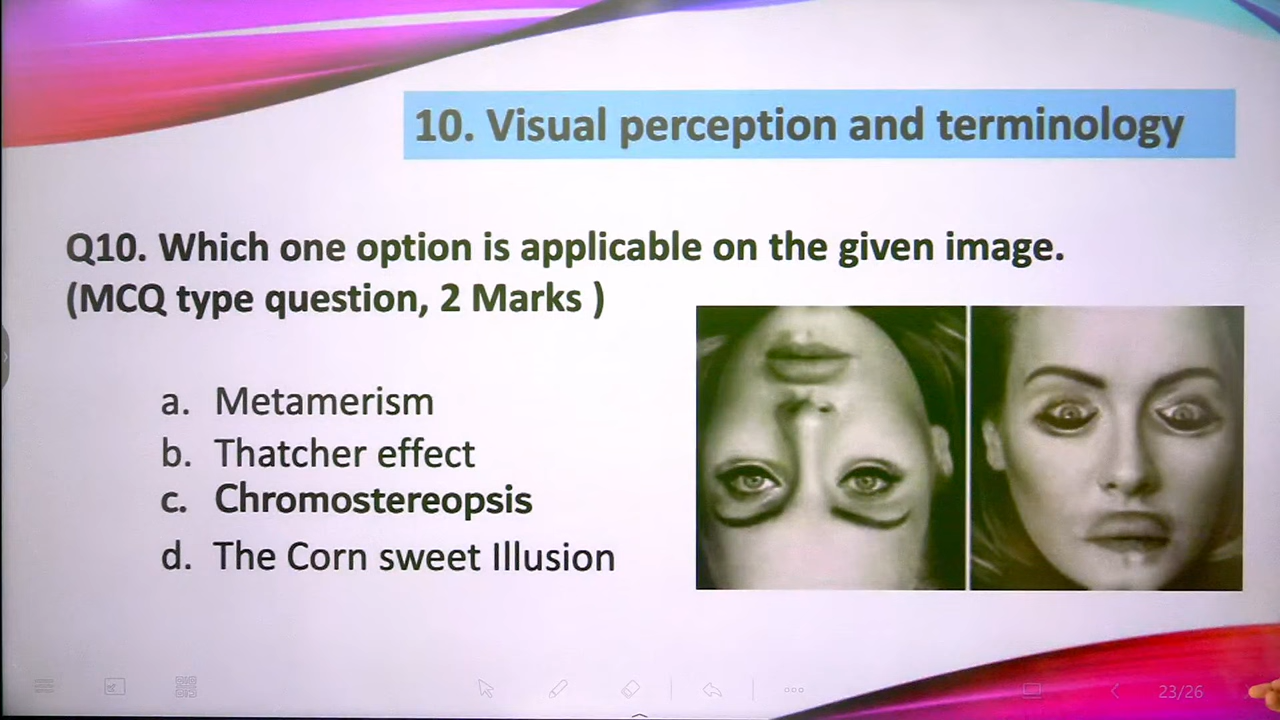 10. Visual perception and terminology
Q10. Which one option is applicable on the given image.
(MCQ type question, 2 Marks )
a. Metamerism
b. Thatcher effect
c. Chromostereopsis
d. The Corn sweet Illusion
23/26